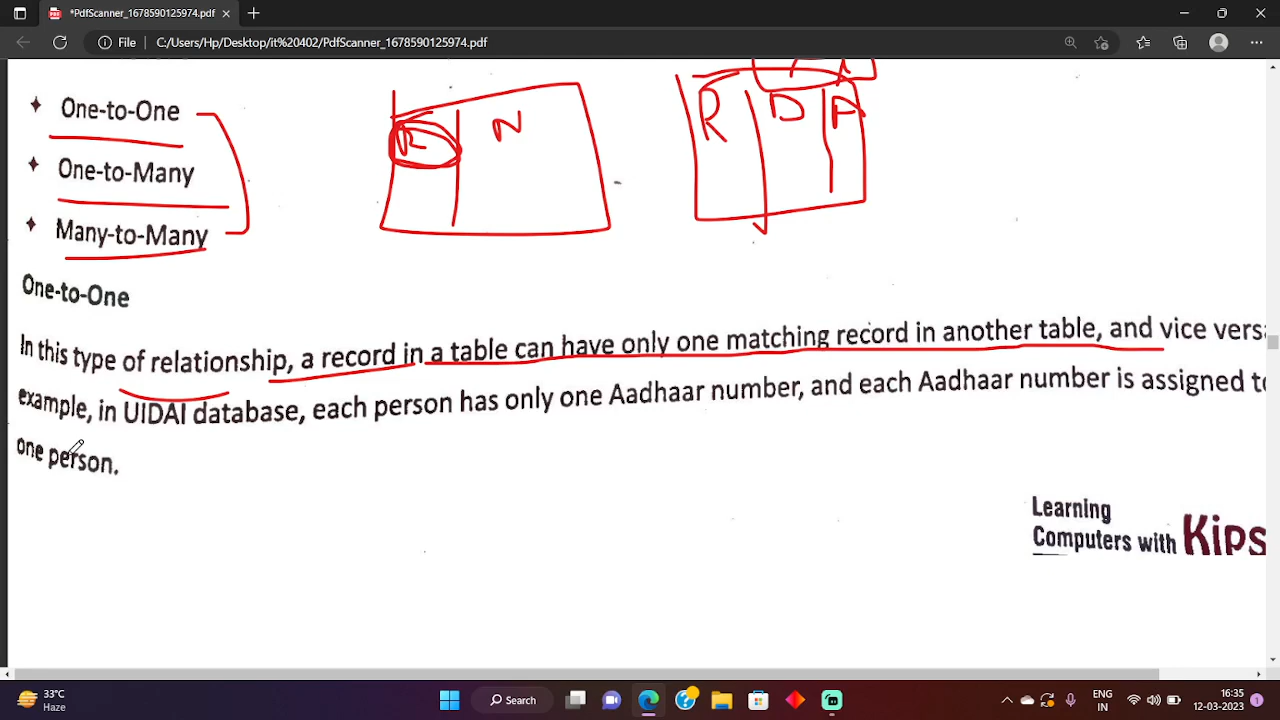 *PdfScanner_1678590125974.pdf
File C:/Users/Hp/Desktop/it%20402/PdfScanner_1678590125974.pdf
One-to-One
One-to-Many
Many-to-Many
R N
R D A
One-to-One
In this type of relationship, a record in a table can have only one matching record in another table, and vice vers
example, in UIDAI database, each person has only one Aadhaar number, and each Aadhaar number is assigned to
one person.
Learning
Computers with Kips
33°C
Haze
Search
ENG
IN
16:35
12-03-2023